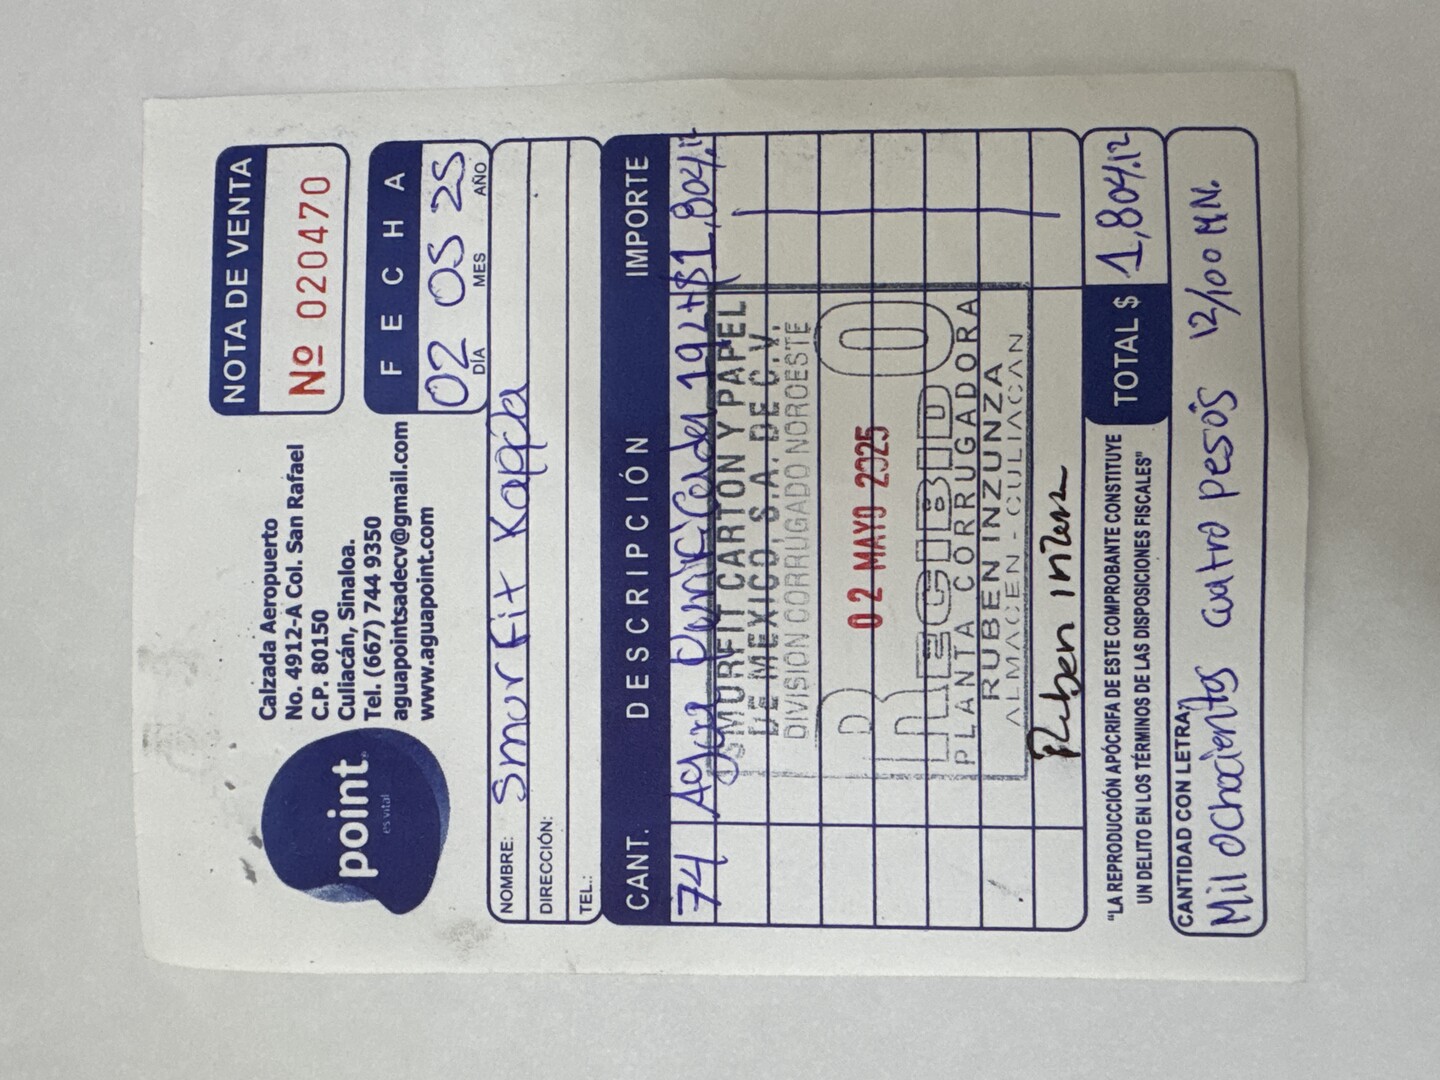 point
es vital
Calzada Aeropuerto
No. 4912-A Col. San Rafael
C.P. 80150
Culiacán, Sinaloa.
Tel. (667) 744 9350
aguapointsadecv@gmail.com
www.aguapoint.com
NOTA DE VENTA
Nº 020470
FECHA
02 05 25
DÍA MES AÑO
NOMBRE: Smurfit Kappa
DIRECCIÓN:
TEL.:
CANT. DESCRIPCIÓN IMPORTE
74 Agua Purificada 19 Lt $1,804.12
SMURFIT CARTON Y PAPEL
DE MEXICO, S.A. DE C.V.
DIVISION CORRUGADO NOROESTE
02 MAYO 2025
RECIBIDO
PLANTA CORRUGADORA
RUBEN INZUNZA
ALMACEN - CULIACAN
Ruben Inzunza
"LA REPRODUCCIÓN APÓCRIFA DE ESTE COMPROBANTE CONSTITUYE
UN DELITO EN LOS TÉRMINOS DE LAS DISPOSICIONES FISCALES"
TOTAL $ 1,804.12
CANTIDAD CON LETRA:
Mil ochocientos cuatro pesos 12/100 M.N.